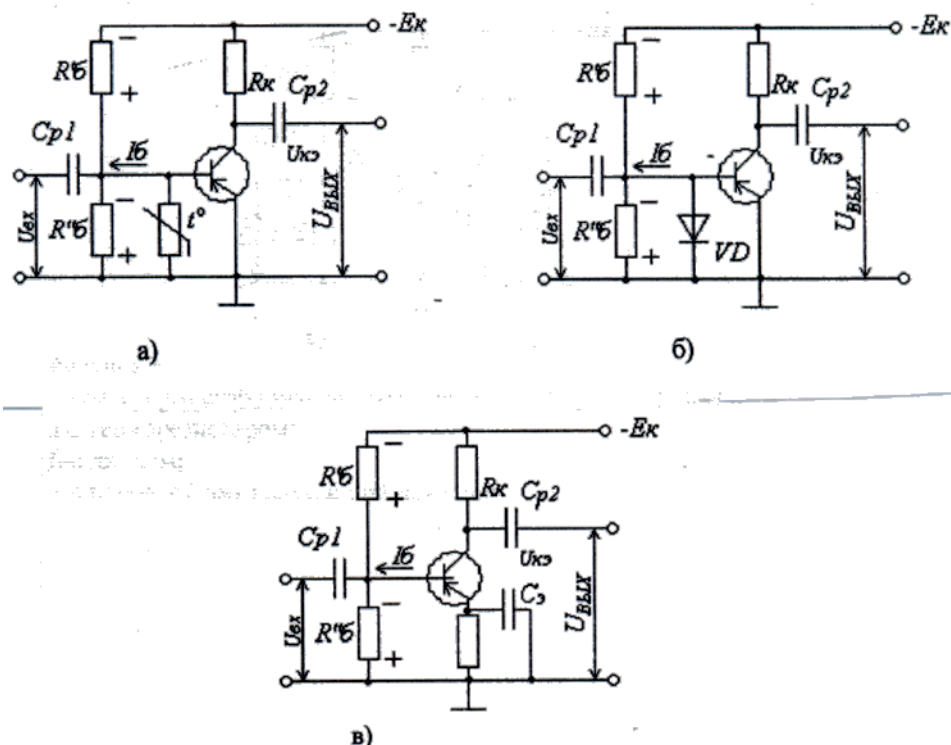 -Eк
R'б
Rк
Cp2
Cp1
Iб
Uкэ
Uвх
R"б
t°
UВЫХ
а)
-Eк
R'б
Rк
Cp2
Cp1
Iб
Uкэ
Uвх
R"б
VD
UВЫХ
б)
-Eк
R'б
Rк
Cp2
Cp1
Iб
Uкэ
Cэ
Uвх
R"б
UВЫХ
в)